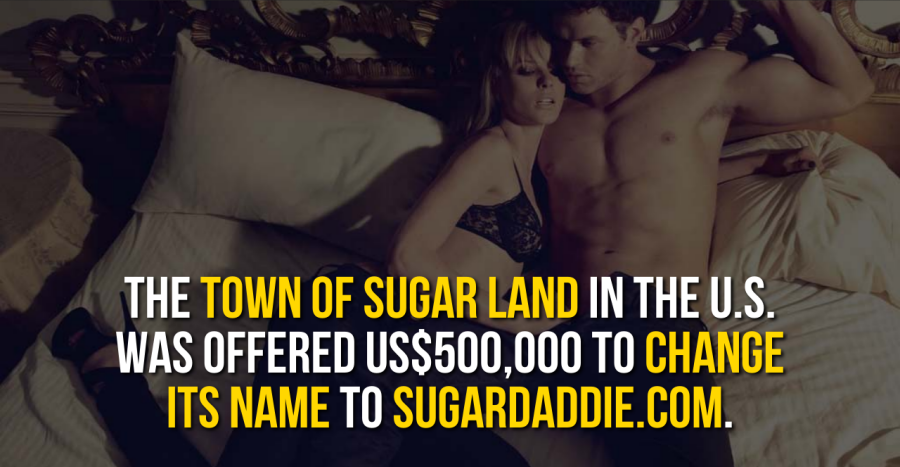 THE TOWN OF SUGAR LAND IN THE U.S.
WAS OFFERED US$500,000 TO CHANGE
ITS NAME TO SUGARDADDIE.COM.